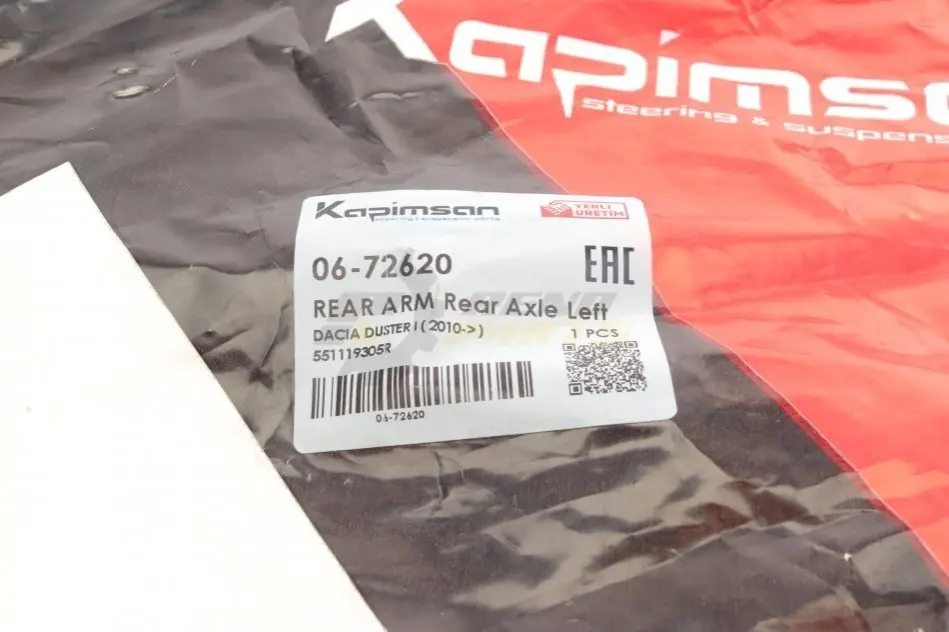 Kapimsan
steering & suspens
Kapimsan
YERLİ
ÜRETİM
06-72620
EAC
REAR ARM Rear Axle Left
DACIA DUSTER I ( 2010-> )
1 PCS
551119305R
06-72620